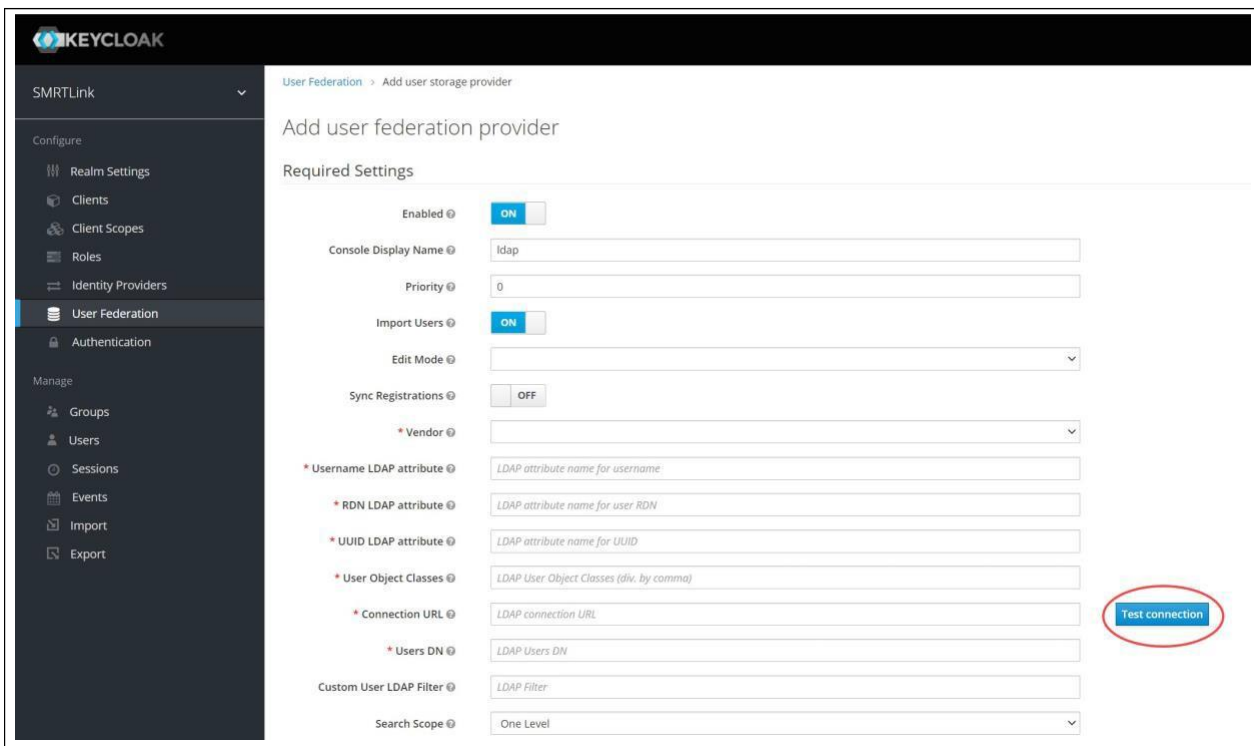 KEYCLOAK
SMRTLink
Configure
Realm Settings
Clients
Client Scopes
Roles
Identity Providers
User Federation
Authentication
Manage
Groups
Users
Sessions
Events
Import
Export
User Federation > Add user storage provider
Add user federation provider
Required Settings
Enabled ON
Console Display Name ldap
Priority 0
Import Users ON
Edit Mode
Sync Registrations OFF
* Vendor
* Username LDAP attribute LDAP attribute name for username
* RDN LDAP attribute LDAP attribute name for user RDN
* UUID LDAP attribute LDAP attribute name for UUID
* User Object Classes LDAP User Object Classes (div. by comma)
* Connection URL LDAP connection URL Test connection
* Users DN LDAP Users DN
Custom User LDAP Filter LDAP Filter
Search Scope One Level